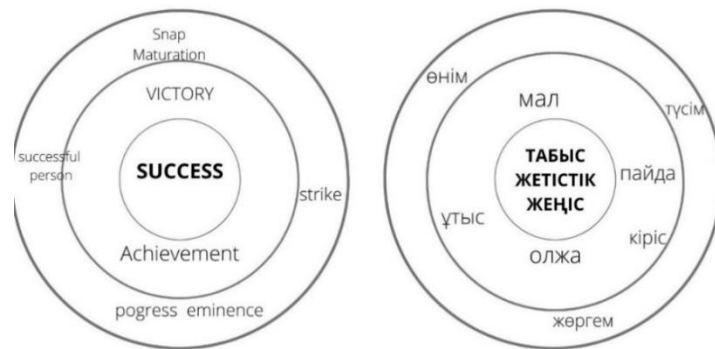 Snap
Maturation
VICTORY
successful
person
SUCCESS
strike
Achievement
pogress eminence
өнім
мал
түсім
ТАБЫС
ЖЕТІСТІК
ЖЕҢІС
пайда
ұтыс
кіріс
олжа
жөргем